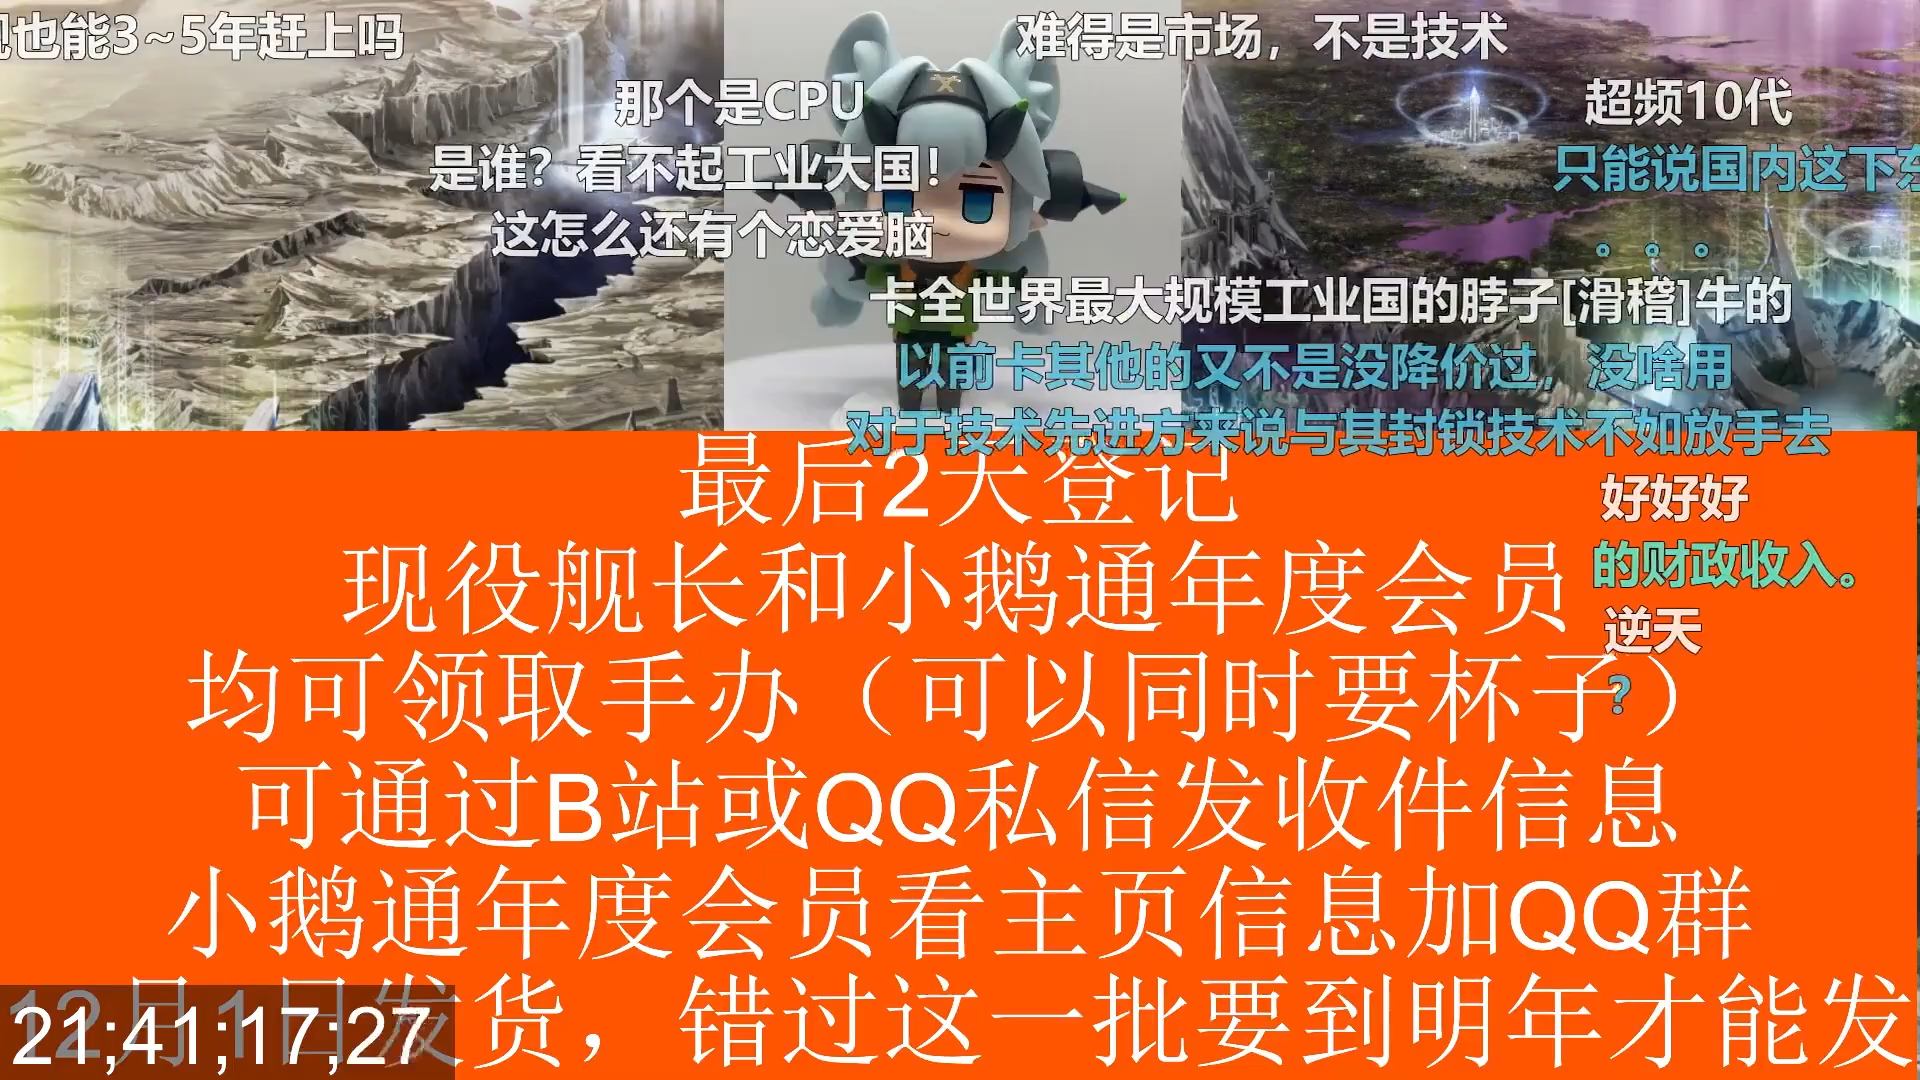 现也能3~5年赶上吗
难得是市场，不是技术
那个是CPU
超频10代
是谁？看不起工业大国！
只能说国内这下东
这怎么还有个恋爱脑
。。。
卡全世界最大规模工业国的脖子[滑稽]牛的
以前卡其他的又不是没降价过，没啥用
对于技术先进方来说与其封锁技术不如放手去
最后2天登记
好好好
现役舰长和小鹅通年度会员
的财政收入。
逆天
均可领取手办（可以同时要杯子）
?
可通过B站或QQ私信发收件信息
小鹅通年度会员看主页信息加QQ群
12月1日发货，错过这一批要到明年才能发
21;41;17;27